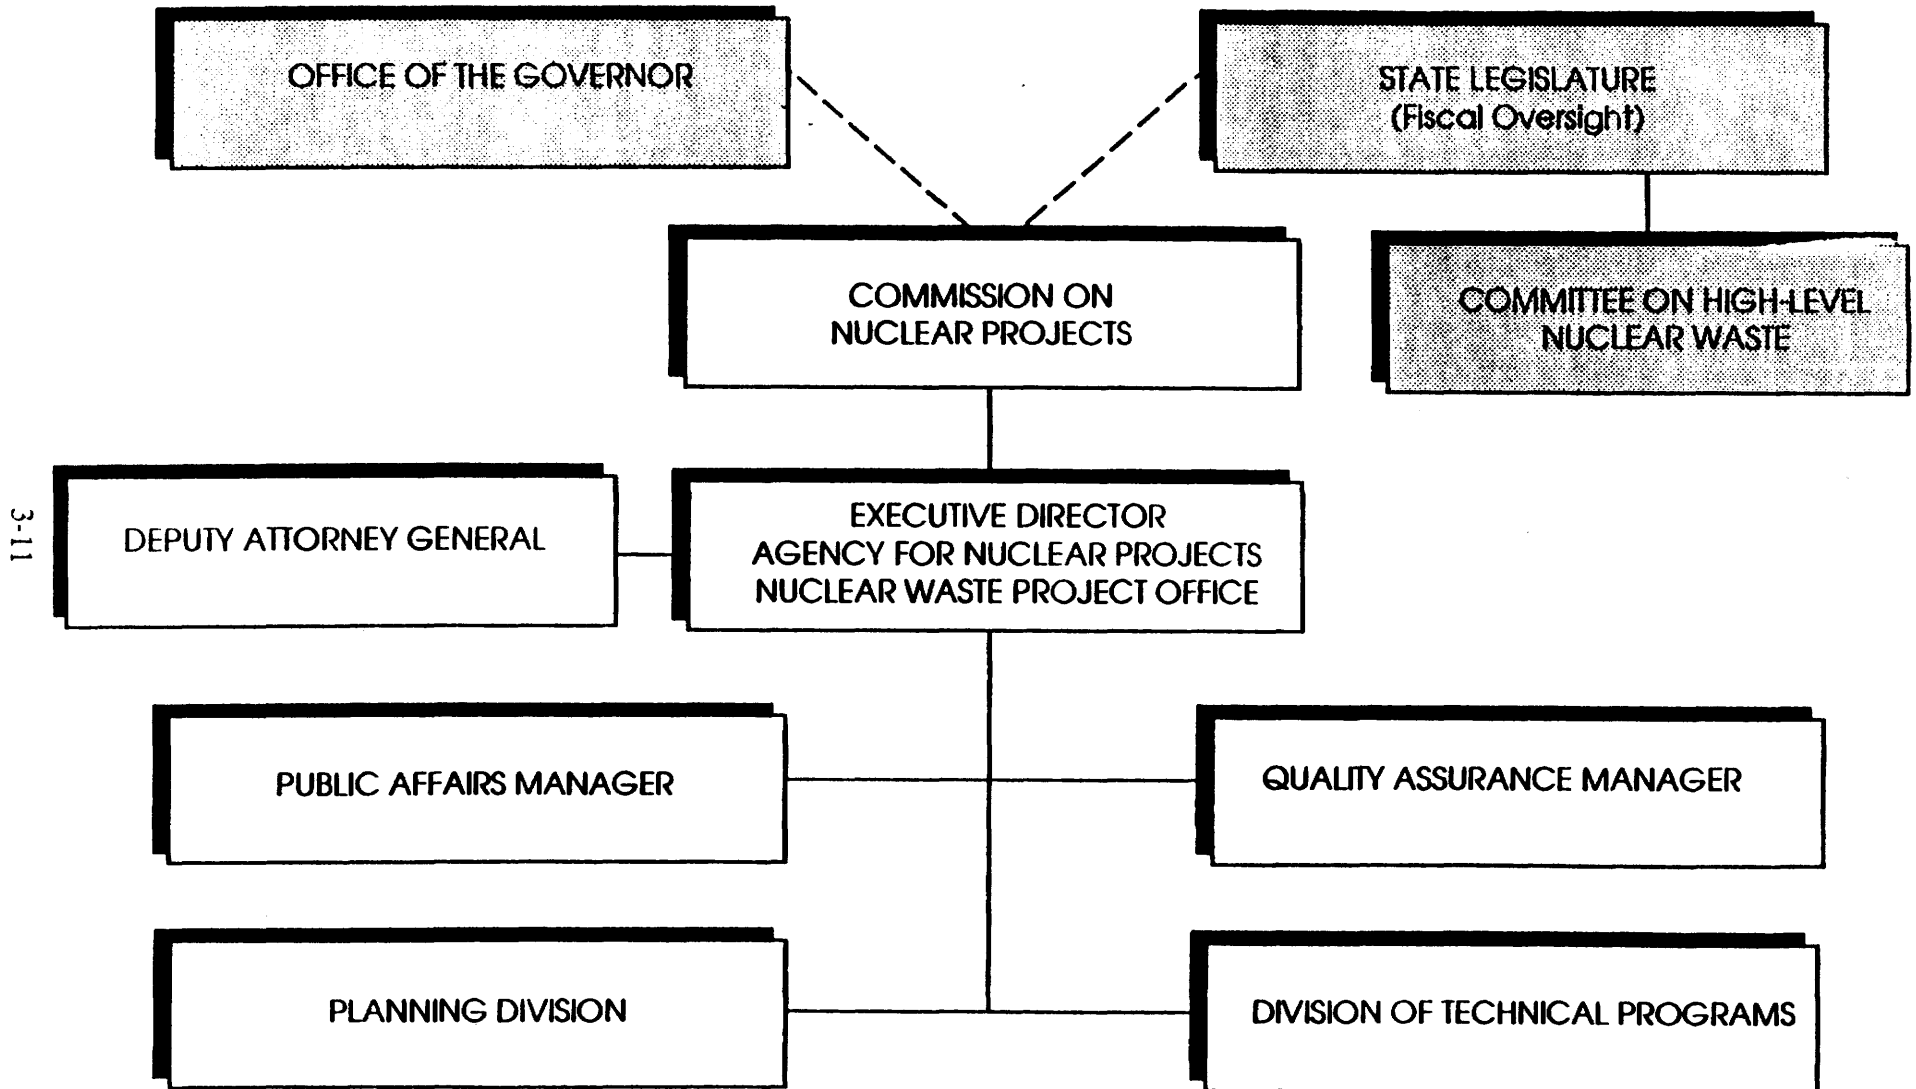 OFFICE OF THE GOVERNOR
STATE LEGISLATURE
(Fiscal Oversight)
COMMISSION ON
NUCLEAR PROJECTS
COMMITTEE ON HIGH-LEVEL
NUCLEAR WASTE
DEPUTY ATTORNEY GENERAL
EXECUTIVE DIRECTOR
AGENCY FOR NUCLEAR PROJECTS
NUCLEAR WASTE PROJECT OFFICE
3-11
PUBLIC AFFAIRS MANAGER
QUALITY ASSURANCE MANAGER
PLANNING DIVISION
DIVISION OF TECHNICAL PROGRAMS